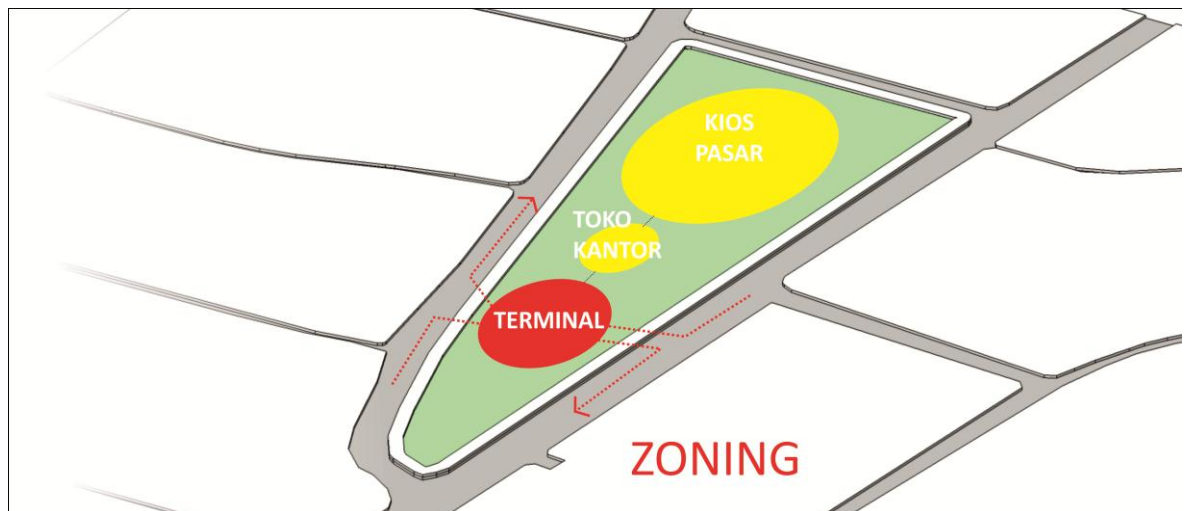 KIOS
PASAR
TOKO
KANTOR
TERMINAL
ZONING